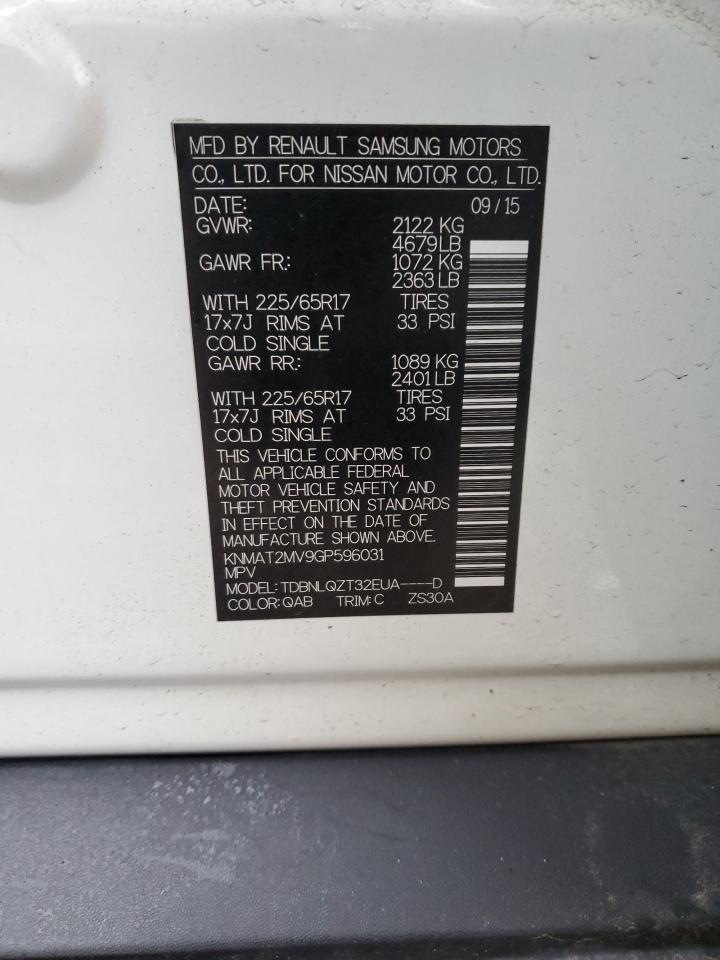 MFD BY RENAULT SAMSUNG MOTORS
CO., LTD. FOR NISSAN MOTOR CO., LTD.
DATE: 09 / 15
GVWR: 2122 KG
4679 LB
GAWR FR.: 1072 KG
2363 LB
WITH 225/65R17 TIRES
17x7J RIMS AT 33 PSI
COLD SINGLE
GAWR RR.: 1089 KG
2401 LB
WITH 225/65R17 TIRES
17x7J RIMS AT 33 PSI
COLD SINGLE
THIS VEHICLE CONFORMS TO
ALL APPLICABLE FEDERAL
MOTOR VEHICLE SAFETY AND
THEFT PREVENTION STANDARDS
IN EFFECT ON THE DATE OF
MANUFACTURE SHOWN ABOVE.
KNMAT2MV9GP596031
MPV
MODEL: TDBNLQZT32EUA----D
COLOR: QAB TRIM: C ZS30A